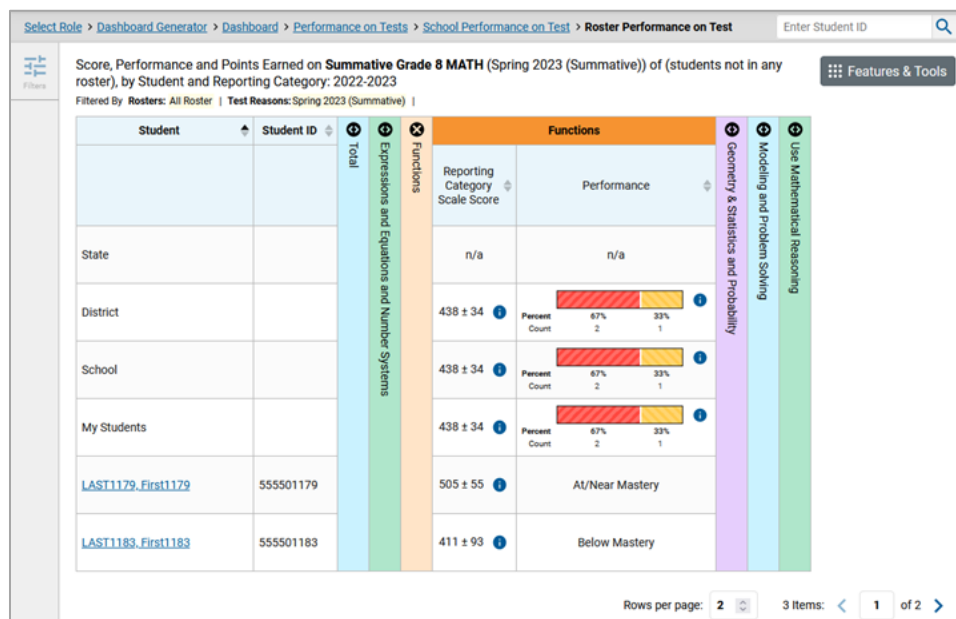 Select Role > Dashboard Generator > Dashboard > Performance on Tests > School Performance on Test > Roster Performance on Test
Enter Student ID
Filters
Score, Performance and Points Earned on Summative Grade 8 MATH (Spring 2023 (Summative)) of (students not in any
roster), by Student and Reporting Category: 2022-2023
Filtered By Rosters: All Roster | Test Reasons: Spring 2023 (Summative) |
Features & Tools
Student Student ID Total Expressions and Equations and Number Systems Functions Functions Geometry & Statistics and Probability Modeling and Problem Solving Use Mathematical Reasoning
Reporting
Category
Scale Score
Performance
State n/a n/a
District 438 ± 34
Percent 67% 33%
Count 2 1
School 438 ± 34
Percent 67% 33%
Count 2 1
My Students 438 ± 34
Percent 67% 33%
Count 2 1
LAST1179, First1179 555501179 505 ± 55 At/Near Mastery
LAST1183, First1183 555501183 411 ± 93 Below Mastery
Rows per page: 2 3 Items: 1 of 2